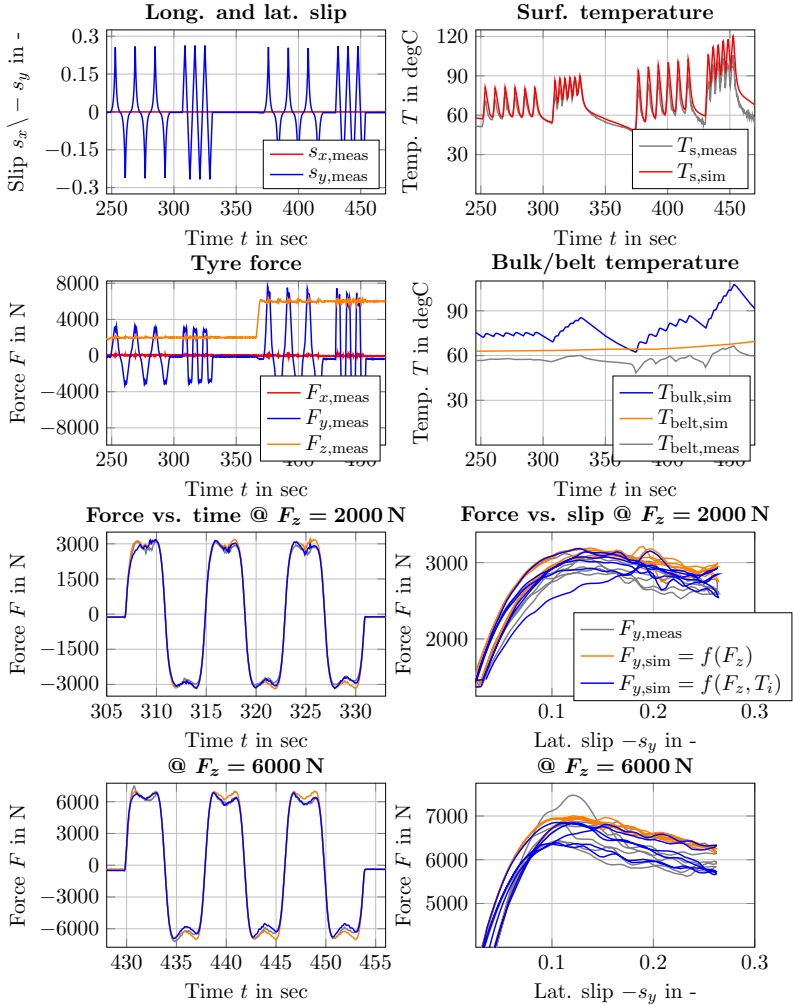 Long. and lat. slip
Slip s_x\ − s_y in -
0.3
0.15
0
−0.15
−0.3
s_x,meas
s_y,meas
250 300 350 400 450
Time t in sec
Surf. temperature
Temp. T in degC
120
90
60
30
T_s,meas
T_s,sim
250 300 350 400 450
Time t in sec
Tyre force
Force F in N
8000
4000
0
−4000
−8000
F_x,meas
F_y,meas
F_z,meas
250 300 350 400 450
Time t in sec
Bulk/belt temperature
Temp. T in degC
90
60
30
T_bulk,sim
T_belt,sim
T_belt,meas
250 300 350 400 450
Time t in sec
Force vs. time @ F_z = 2000 N
Force F in N
3000
1500
0
−1500
−3000
305 310 315 320 325 330
Time t in sec
Force vs. slip @ F_z = 2000 N
Force F in N
3000
2000
F_y,meas
F_y,sim = f(F_z)
F_y,sim = f(F_z, T_i)
0.1 0.2 0.3
Lat. slip −s_y in -
@ F_z = 6000 N
Force F in N
6000
3000
0
−3000
−6000
430 435 440 445 450 455
Time t in sec
@ F_z = 6000 N
Force F in N
7000
6000
5000
0.1 0.2 0.3
Lat. slip −s_y in -